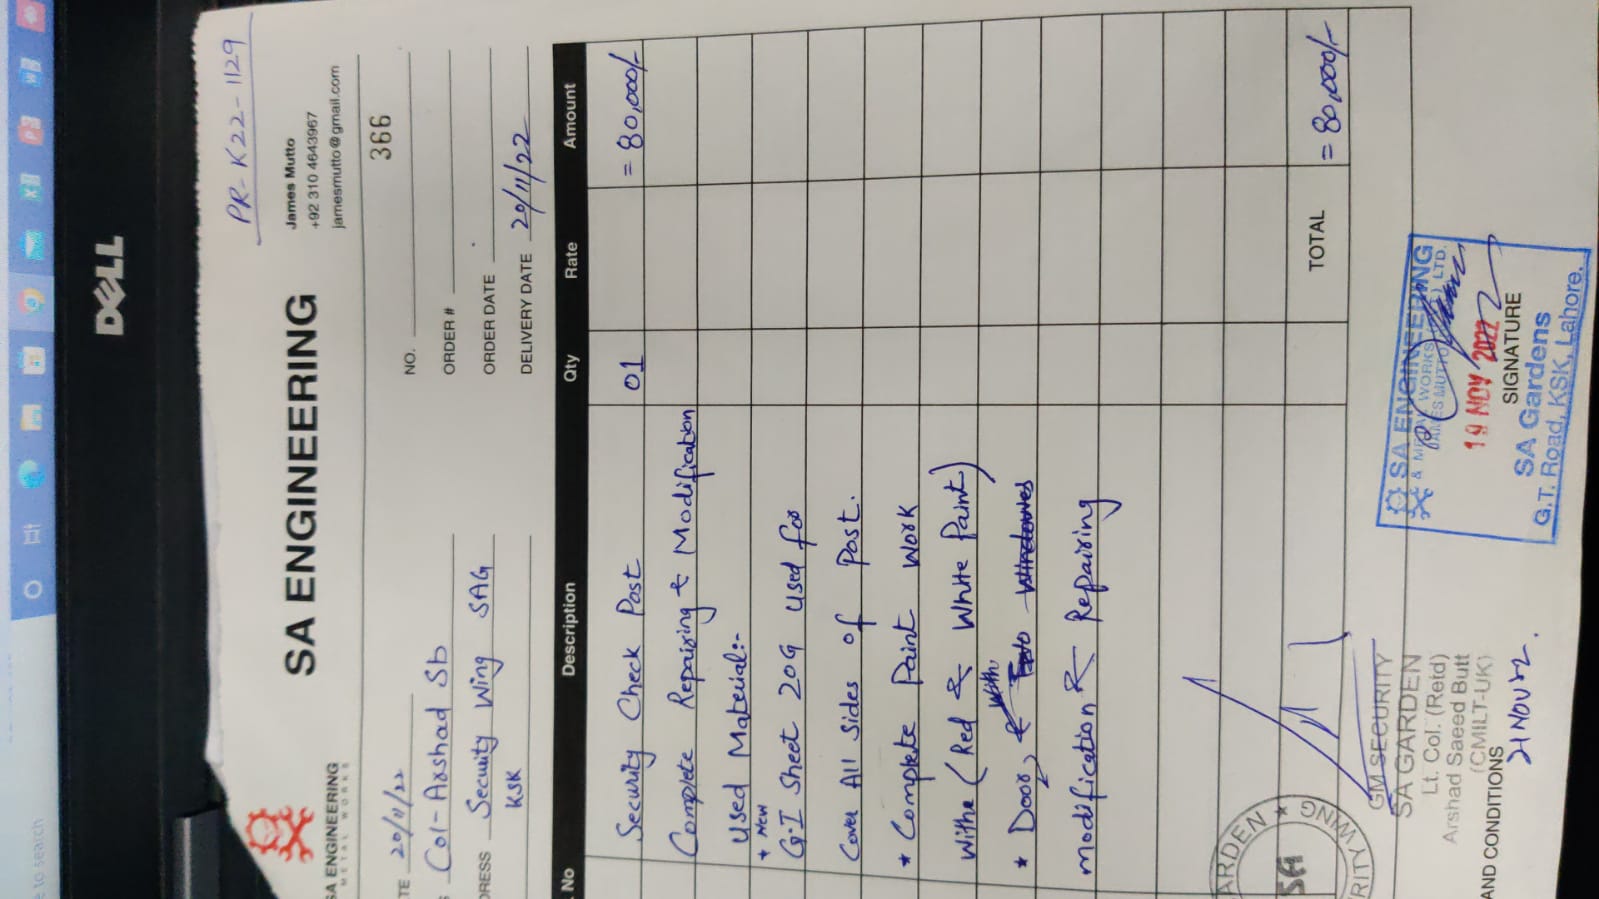 PR-K22-1129
SA ENGINEERING
James Mutto
+92 310 4643967
jamesmutto@gmail.com
SA ENGINEERING
METAL WORKS
TE 20/11/22
NO. 366
Col-Arshad Sb
ORDER #
DRESS Security Wing SAG
KSK
ORDER DATE
DELIVERY DATE 20/11/22
No Description Qty Rate Amount
Security Check Post 01 = 80,000/-
Complete Repairing & Modification
Used Material:-
* New
G.I Sheet 20G used for
Cover All Sides of Post.
* Complete Paint Work
Withe (Red & White Paint)
* Door, & with Two Windows
modification & Repairing
TOTAL = 80,000/-
ARDEN ★
SA
RITY WING
GM SECURITY
SA GARDEN
Lt. Col. (Retd)
Arshad Saeed Butt
(CMILT-UK)
21 NOV 22
AND CONDITIONS
SA ENGINEERING
& METAL WORKS LTD.
JAMES MUTTO
19 NOV 2022
SIGNATURE
SA Gardens
G.T. Road, KSK, Lahore.
DELL
e to search